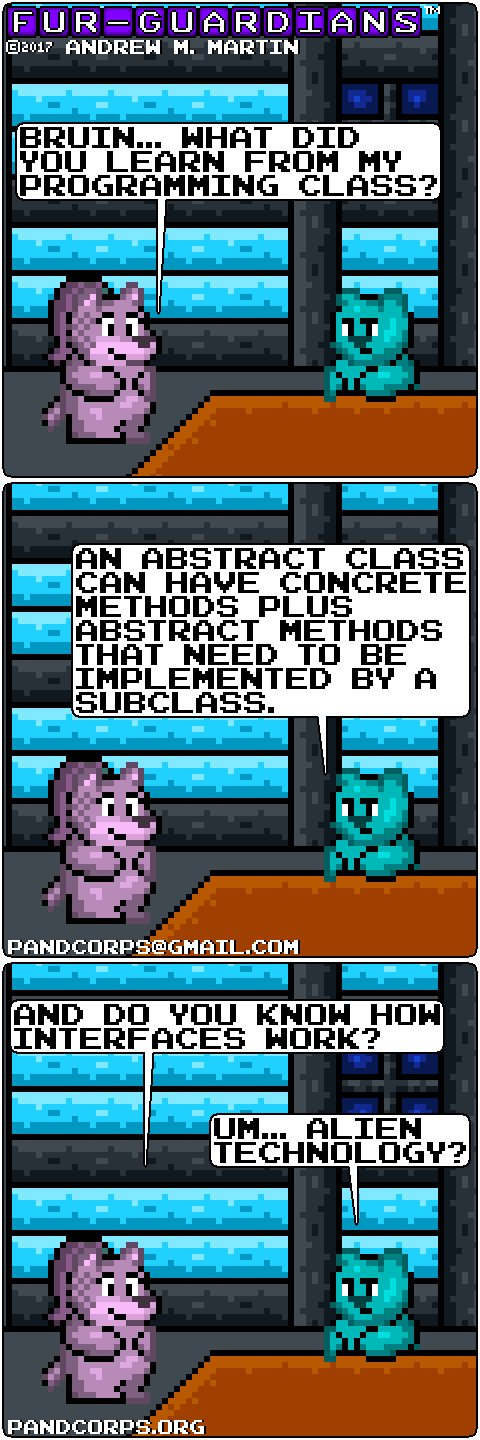 FUR-GUARDIANS™
©2017 ANDREW M. MARTIN
BRUIN... WHAT DID
YOU LEARN FROM MY
PROGRAMMING CLASS?
AN ABSTRACT CLASS
CAN HAVE CONCRETE
METHODS PLUS
ABSTRACT METHODS
THAT NEED TO BE
IMPLEMENTED BY A
SUBCLASS.
PANDCORPS@GMAIL.COM
AND DO YOU KNOW HOW
INTERFACES WORK?
UM... ALIEN
TECHNOLOGY?
PANDCORPS.ORG